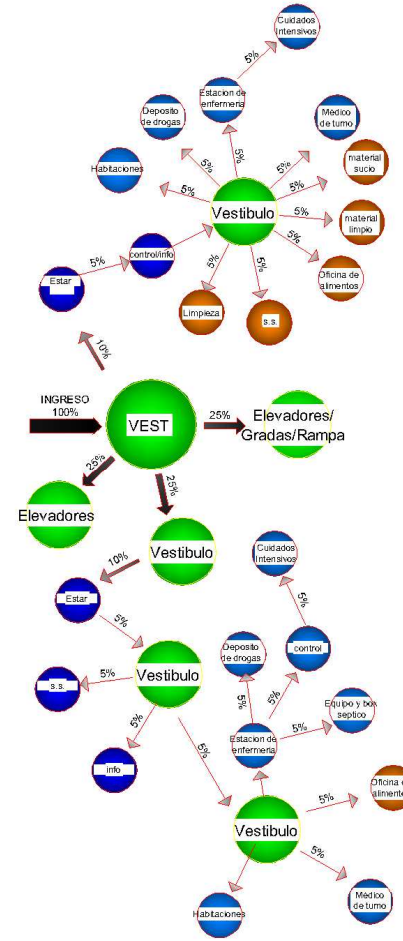 Cuidados
Intensivos
5%
Estacion de
enfermeria
Deposito
de drogas
Médico
de turno
5%
5%
5%
material
sucio
Habitaciones
5%
5%
Vestibulo
5%
material
limpio
control/info
5%
5%
5%
5%
Oficina de
alimentos
Estar
Limpieza
s.s.
10%
INGRESO
100%
VEST
25%
Elevadores/
Gradas/Rampa
25%
25%
Elevadores
Vestibulo
10%
Cuidados
Intensivos
Estar
5%
5%
Deposito
de drogas
control
s.s.
5%
Vestibulo
5%
5%
Equipo y box
septico
5%
5%
Estacion de
enfermeria
info
5%
Oficina de
alimentos
5%
Vestibulo
5%
Habitaciones
Médico
de turno